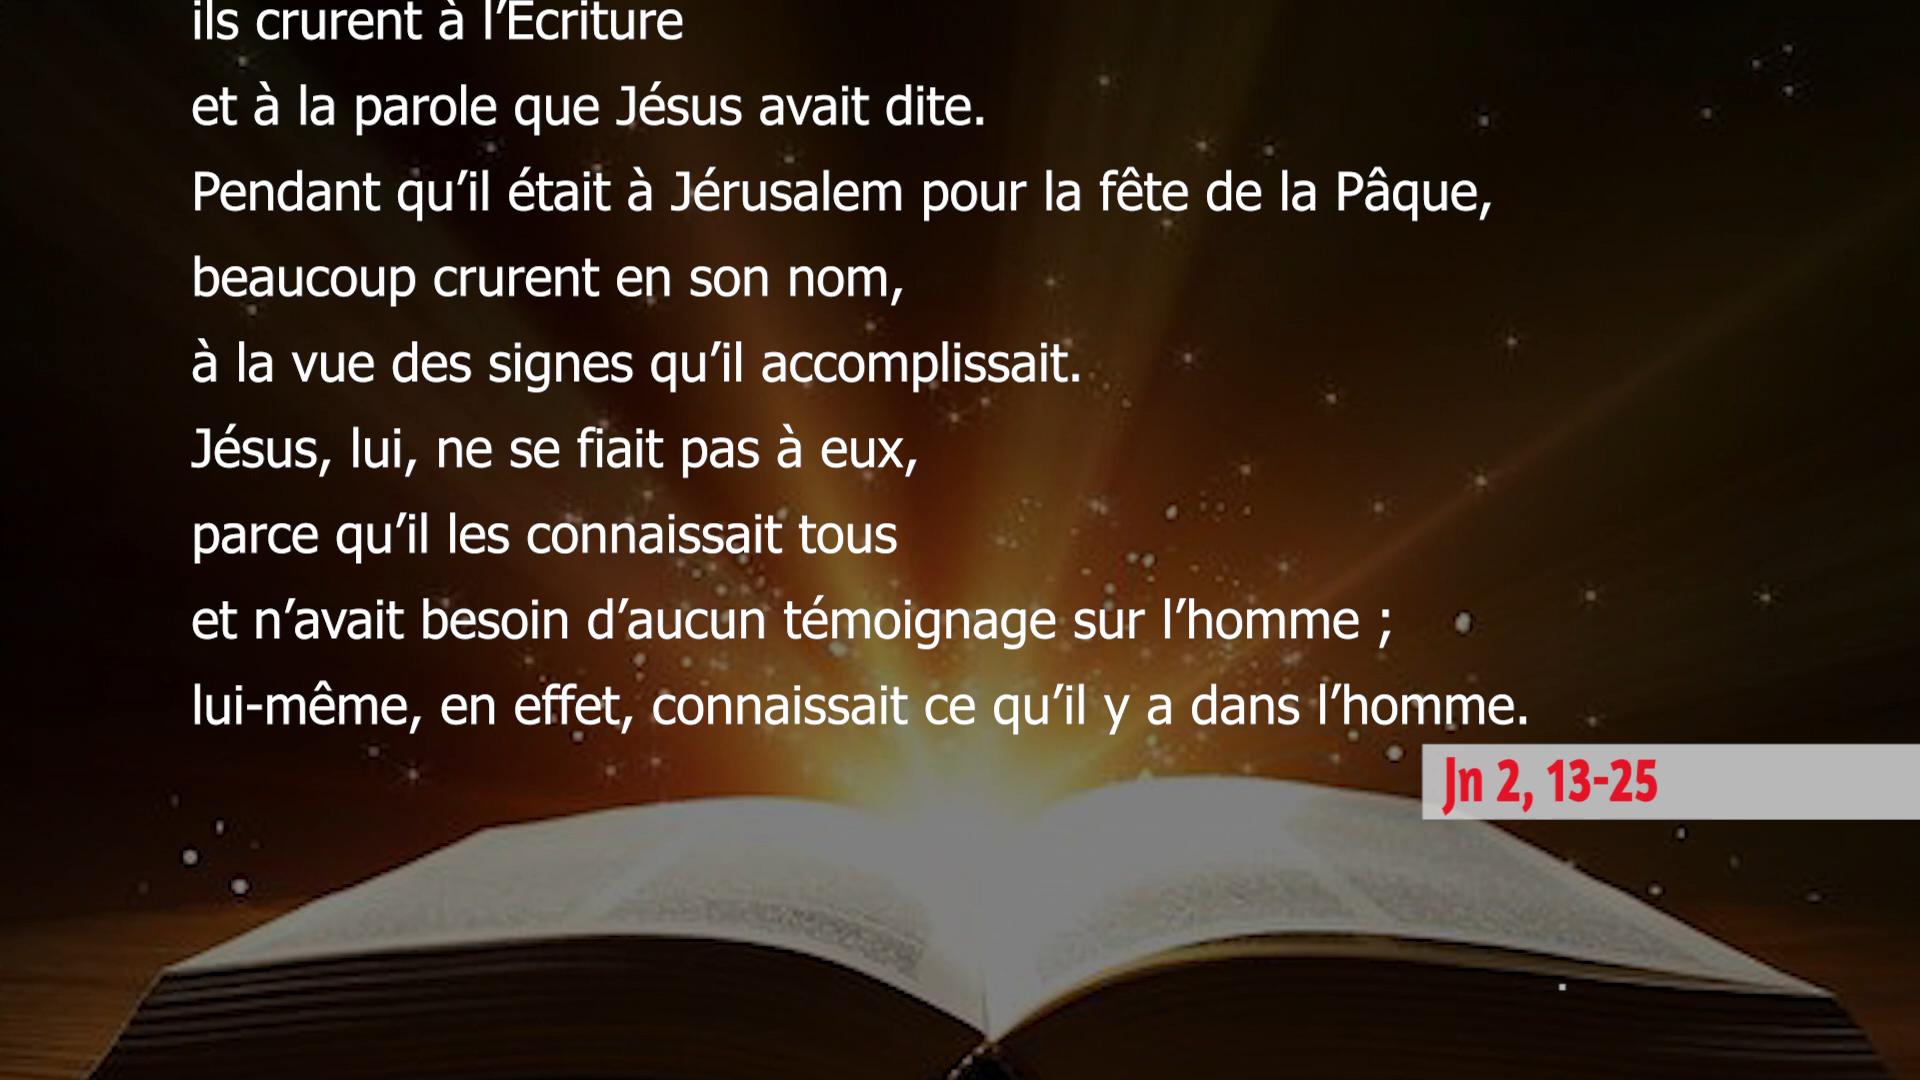 ils crurent à l’Écriture
et à la parole que Jésus avait dite.
Pendant qu’il était à Jérusalem pour la fête de la Pâque,
beaucoup crurent en son nom,
à la vue des signes qu’il accomplissait.
Jésus, lui, ne se fiait pas à eux,
parce qu’il les connaissait tous
et n’avait besoin d’aucun témoignage sur l’homme ;
lui-même, en effet, connaissait ce qu’il y a dans l’homme.
Jn 2, 13-25